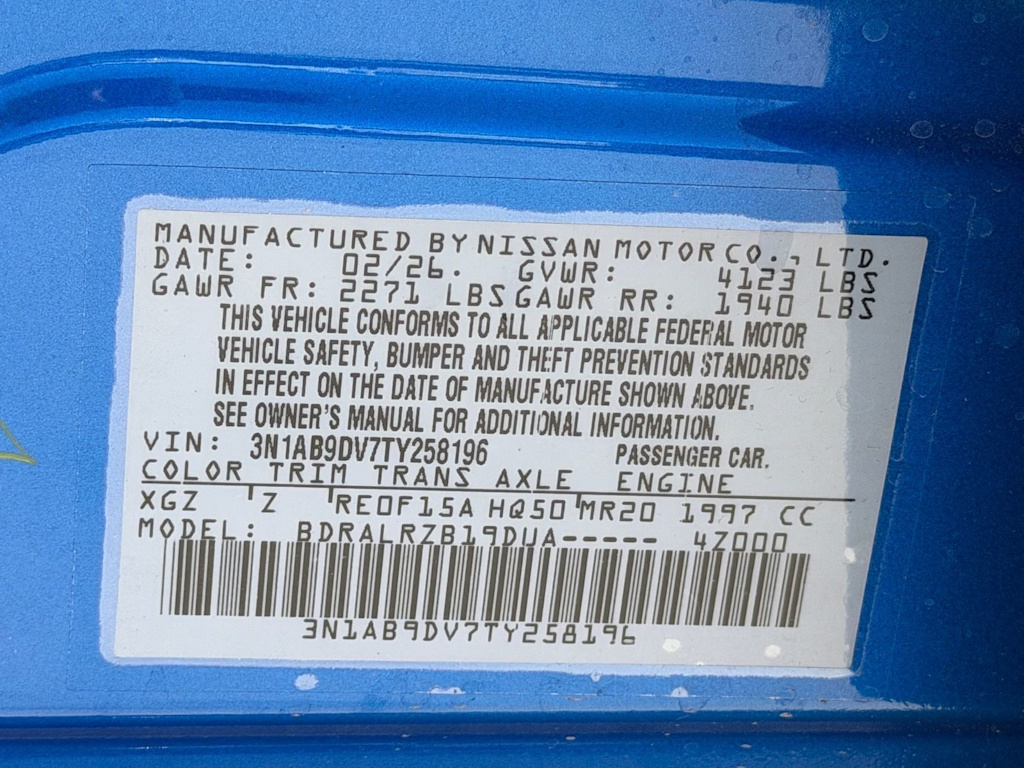 MANUFACTURED BY NISSAN MOTOR CO., LTD.
DATE: 02/26. GVWR: 4123 LBS
GAWR FR: 2271 LBS GAWR RR: 1940 LBS
THIS VEHICLE CONFORMS TO ALL APPLICABLE FEDERAL MOTOR
VEHICLE SAFETY, BUMPER AND THEFT PREVENTION STANDARDS
IN EFFECT ON THE DATE OF MANUFACTURE SHOWN ABOVE.
SEE OWNER'S MANUAL FOR ADDITIONAL INFORMATION.
VIN: 3N1AB9DV7TY258196 PASSENGER CAR.
COLOR TRIM TRANS AXLE ENGINE
XGZ Z RE0F15A HQ50 MR20 1997 CC
MODEL: BDRALRZB19DUA----- 4Z000
3N1AB9DV7TY258196